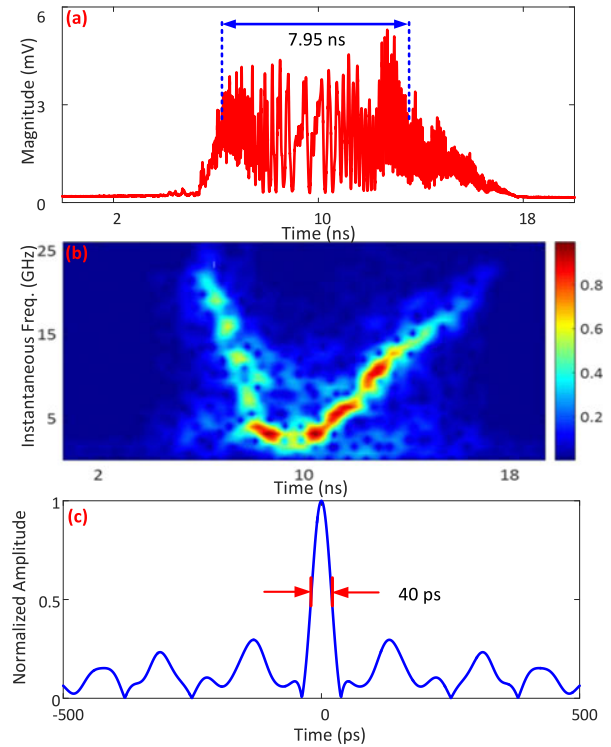 (a)
7.95 ns
Magnitude (mV)
6
3
0
2
10
18
Time (ns)
(b)
Instantaneous Freq. (GHz)
25
15
5
0.8
0.6
0.4
0.2
2
10
18
Time (ns)
(c)
Normalized Amplitude
1
0.5
0
40 ps
-500
0
500
Time (ps)